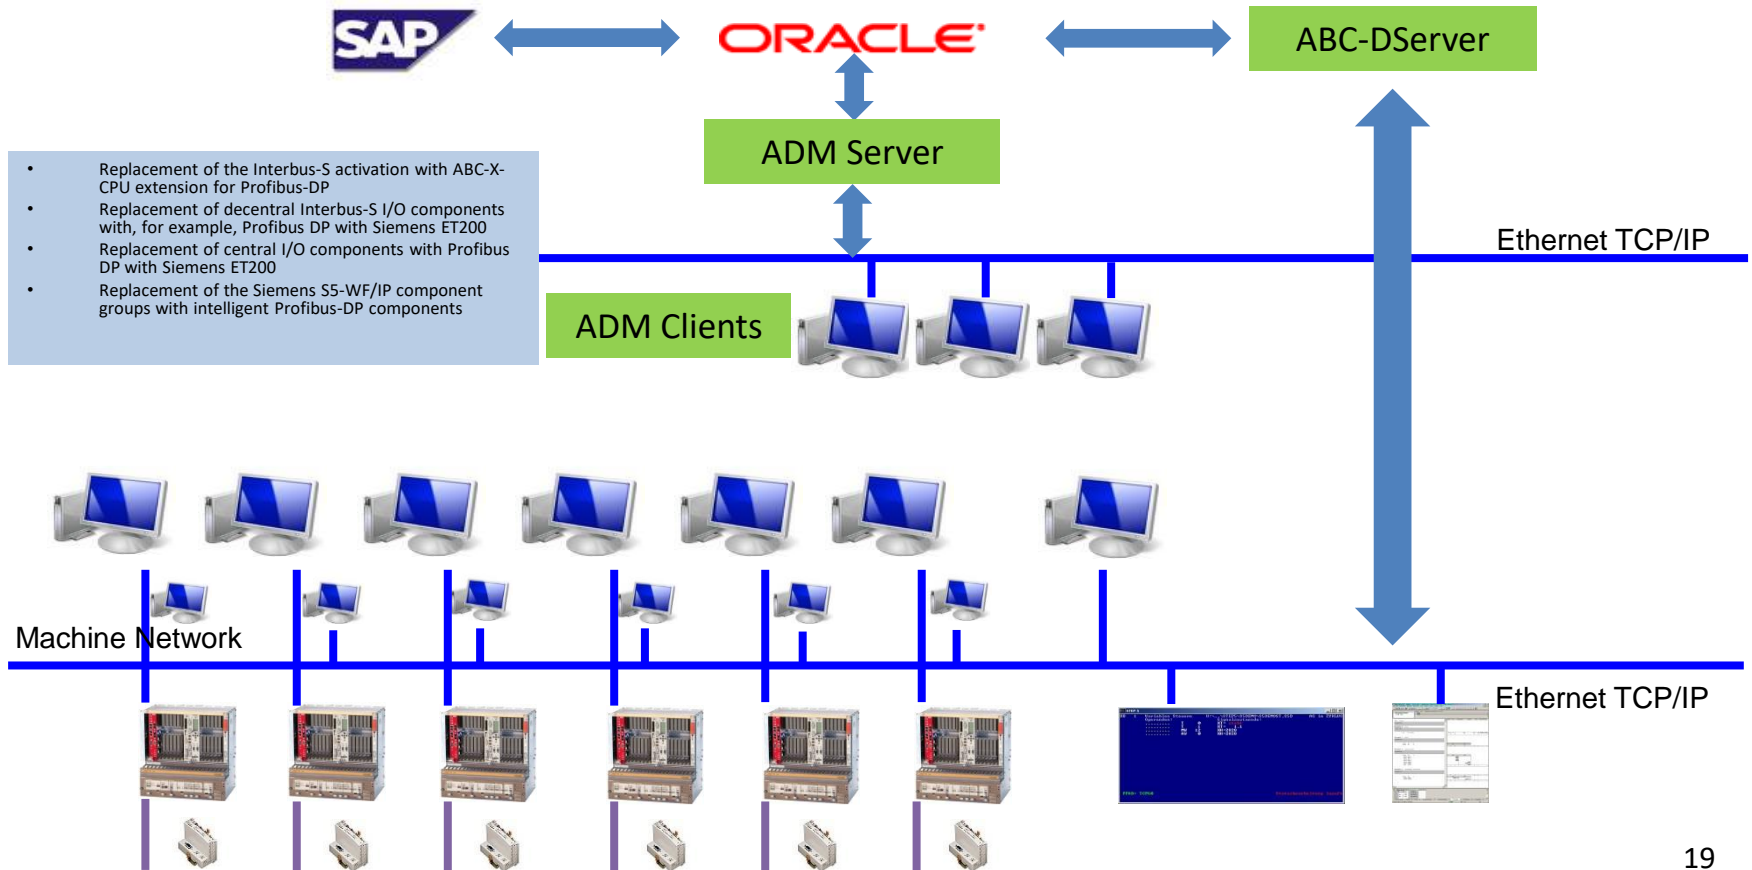 SAP
ORACLE
ABC-DServer
ADM Server
• Replacement of the Interbus-S activation with ABC-X-
CPU extension for Profibus-DP
• Replacement of decentral Interbus-S I/O components
with, for example, Profibus DP with Siemens ET200
• Replacement of central I/O components with Profibus
DP with Siemens ET200
• Replacement of the Siemens S5-WF/IP component
groups with intelligent Profibus-DP components
Ethernet TCP/IP
ADM Clients
Machine Network
Ethernet TCP/IP
19